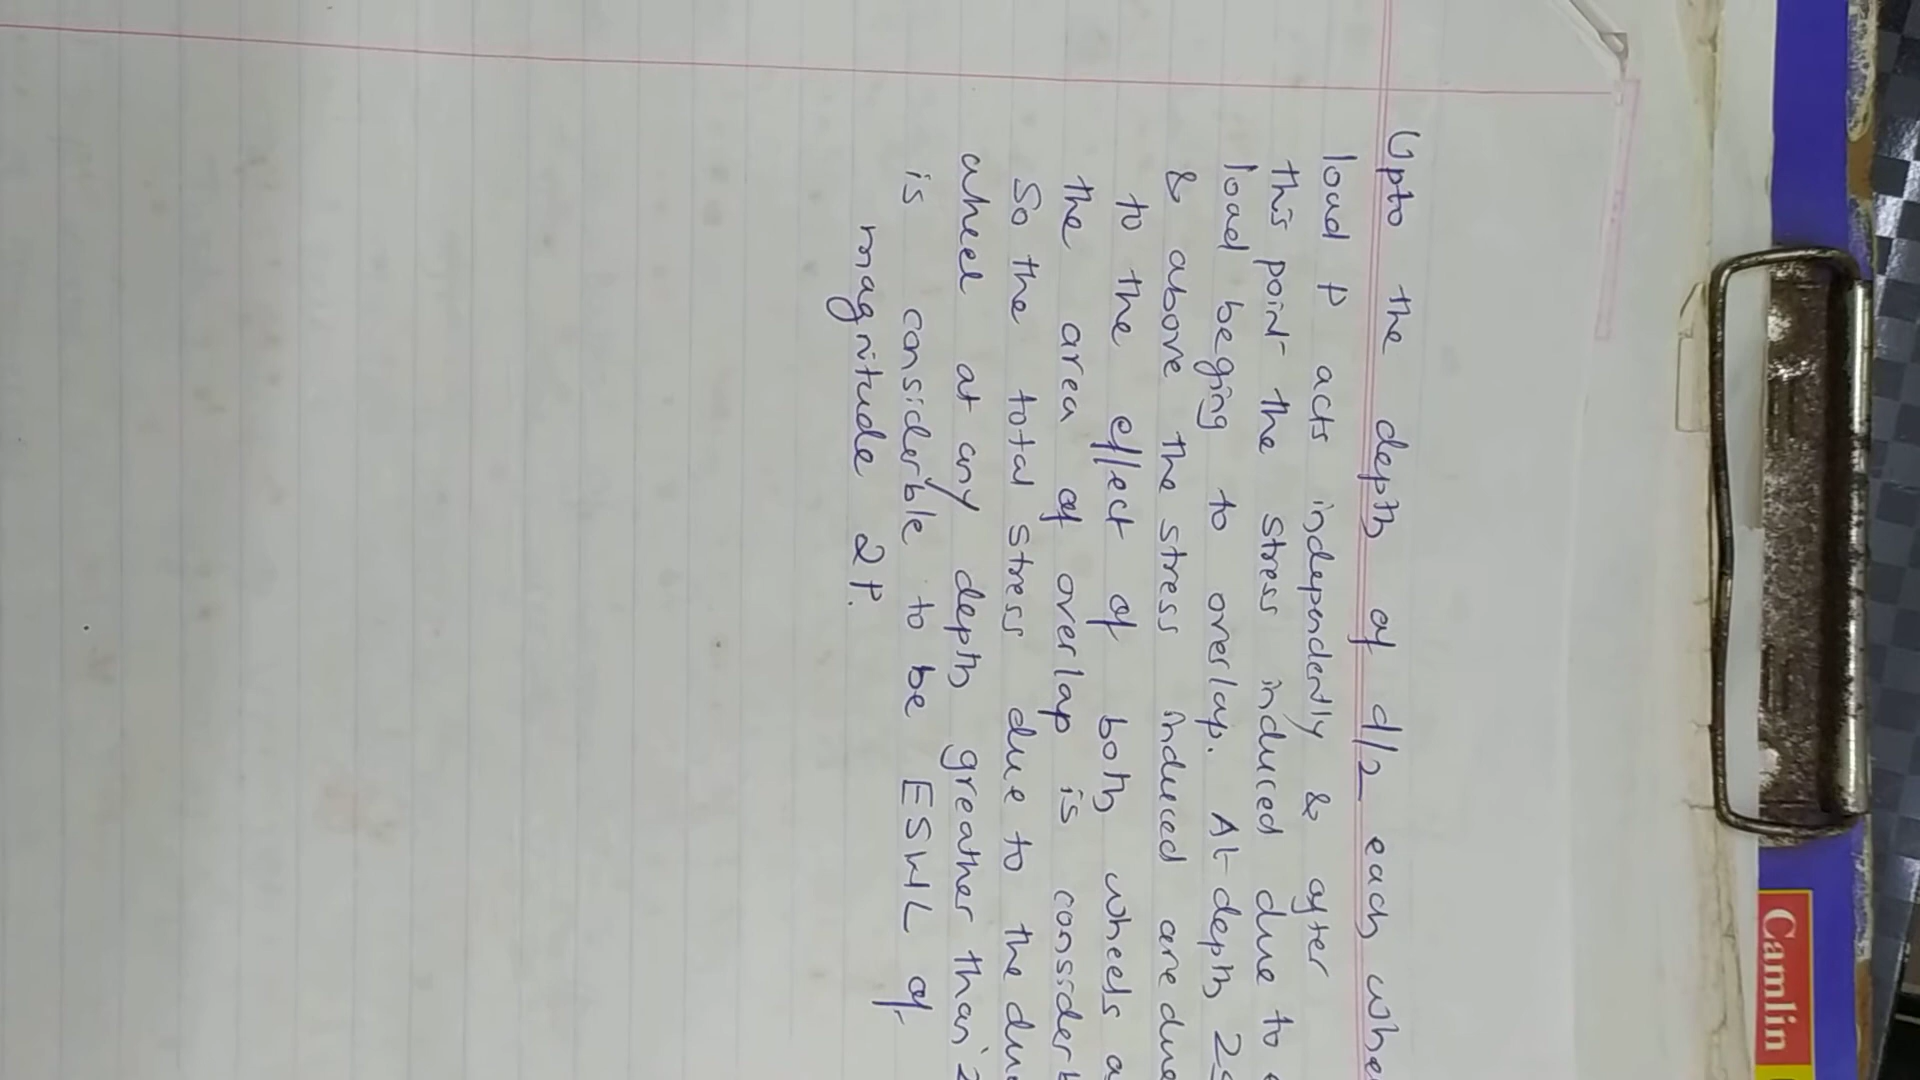 Upto the depth of d/2 each
load P acts independently & after
this point the stress induced due to
load beging to overlap. At depth 2S
& above the stress induced are due
to the effect of both wheels
the area of overlap is
So the total stress due to the
wheel at any depth greather than 2
is considerble to be ESWL of
magnitude 2P.
Camlin